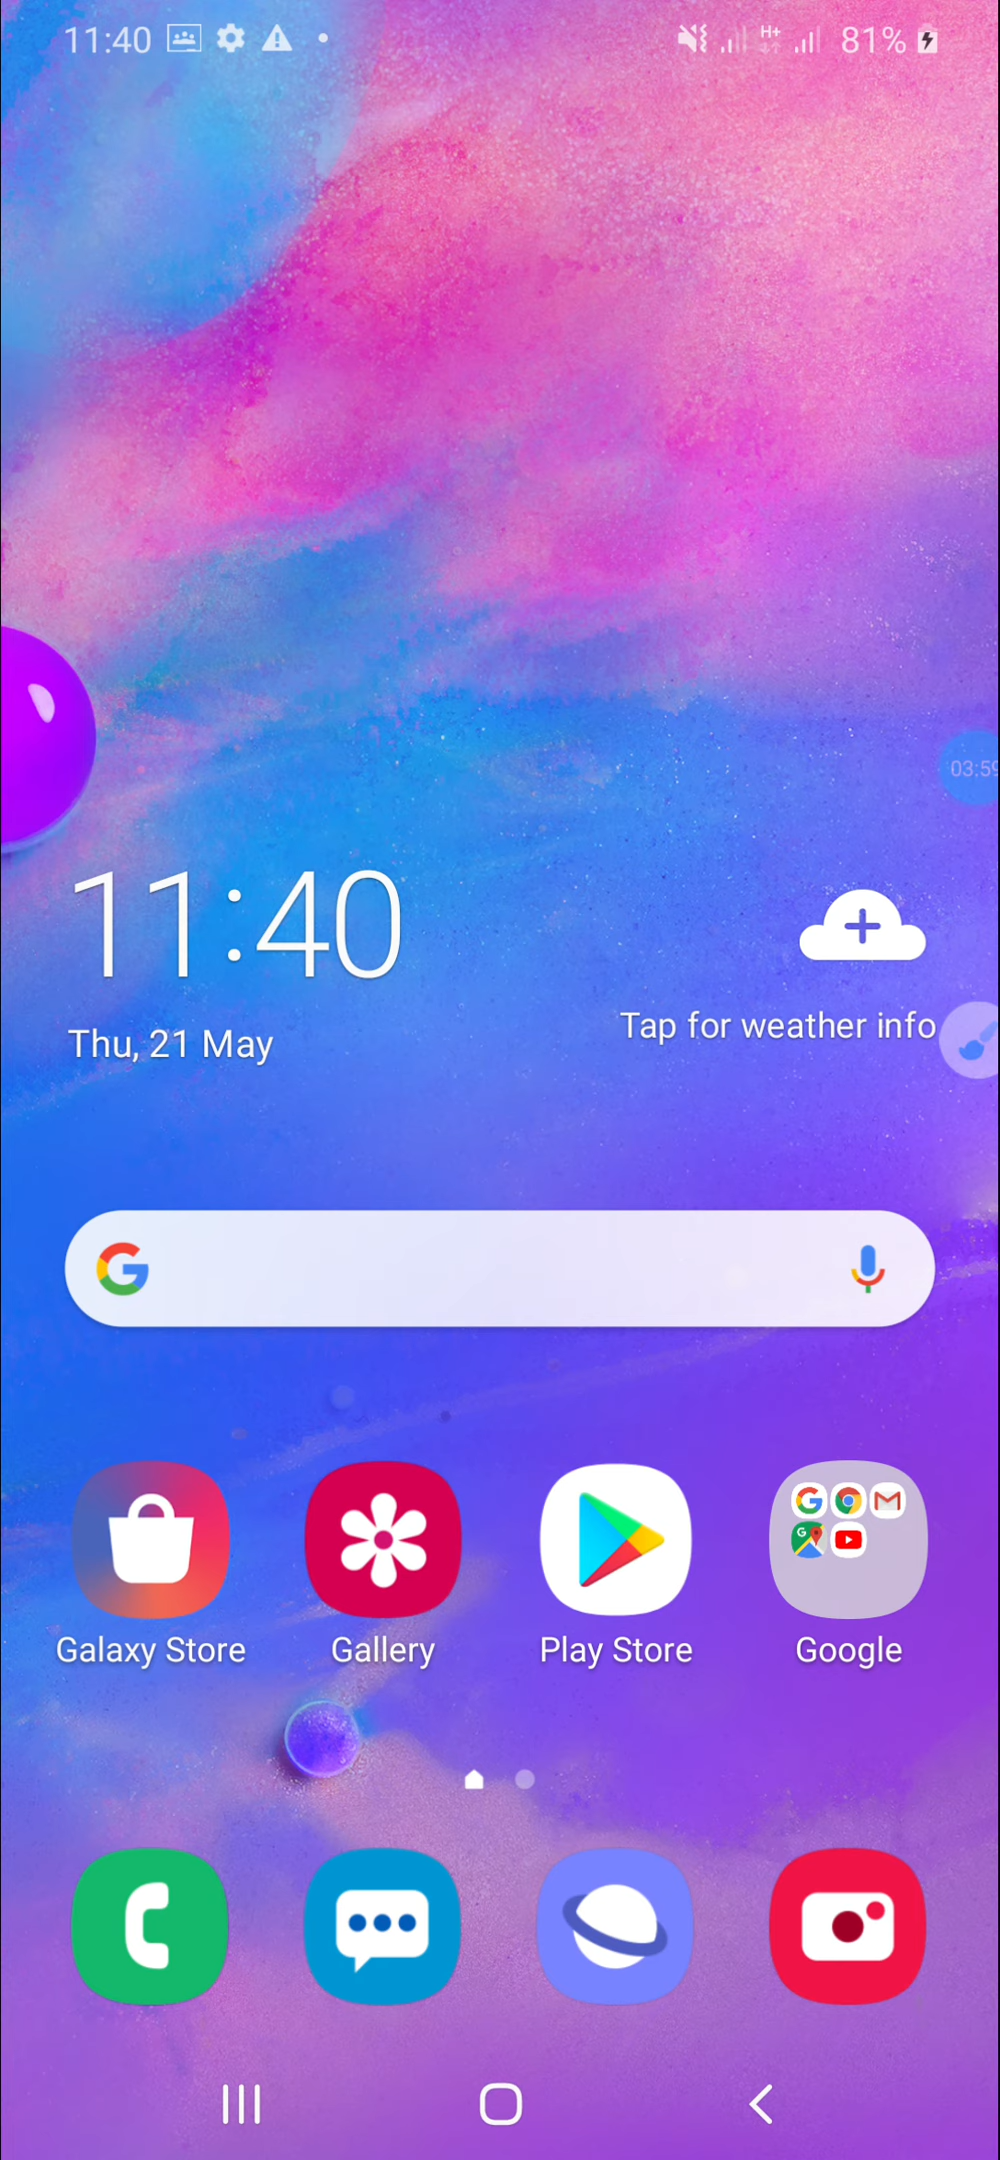 11:40 H+ 81%
03:59
11:40
Thu, 21 May
Tap for weather info
Galaxy Store Gallery Play Store Google